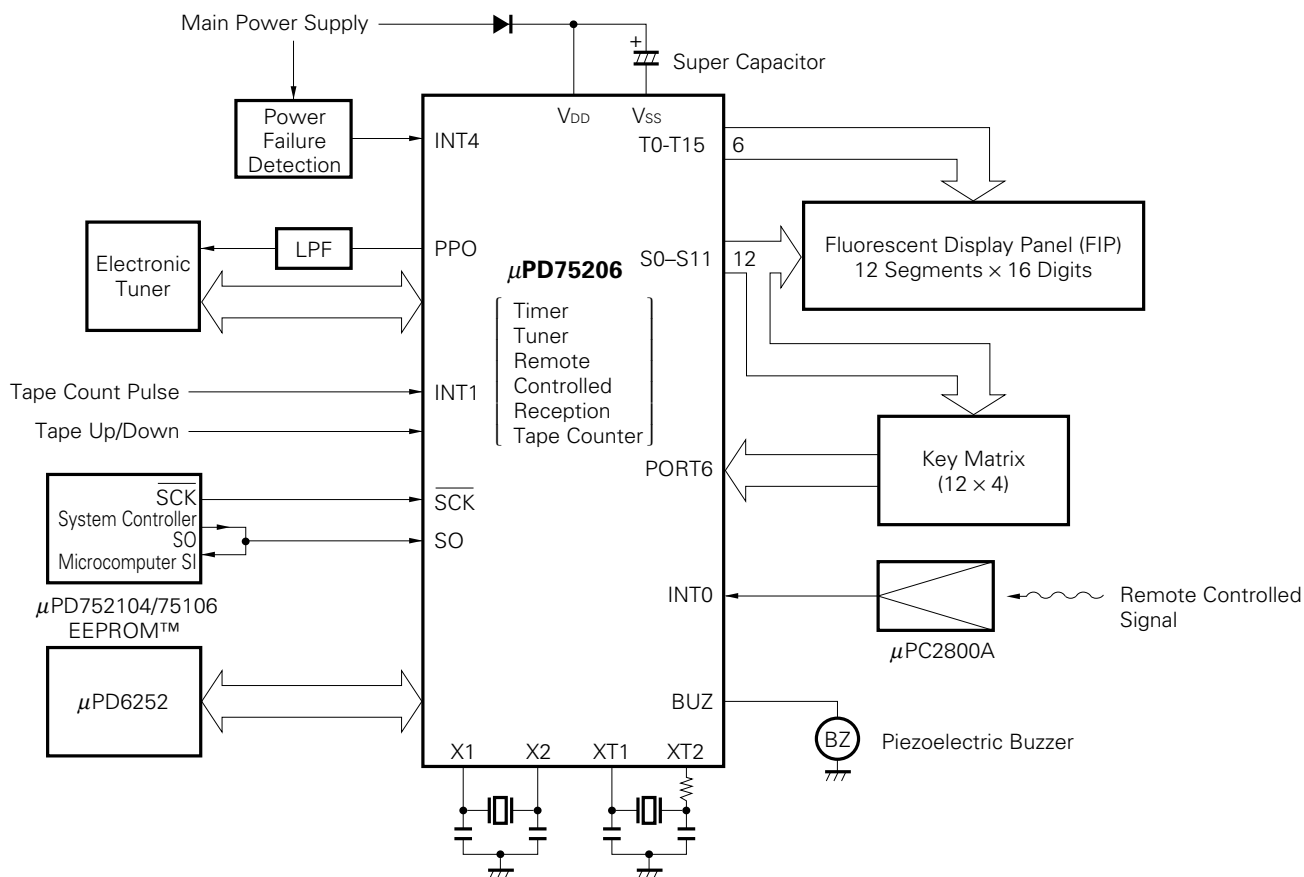 Main Power Supply
+
Super Capacitor
Power
Failure
Detection
INT4
VDD
VSS
T0-T15
6
Electronic
Tuner
LPF
PPO
µPD75206
S0–S11
12
Fluorescent Display Panel (FIP)
12 Segments × 16 Digits
Timer
Tuner
Remote
Controlled
Reception
Tape Counter
Tape Count Pulse
INT1
Tape Up/Down
Key Matrix
(12 × 4)
PORT6
SCK
System Controller
SO
Microcomputer SI
SCK
SO
µPD752104/75106
EEPROM™
µPD6252
INT0
Remote Controlled
Signal
µPC2800A
BUZ
BZ
Piezoelectric Buzzer
X1
X2
XT1
XT2